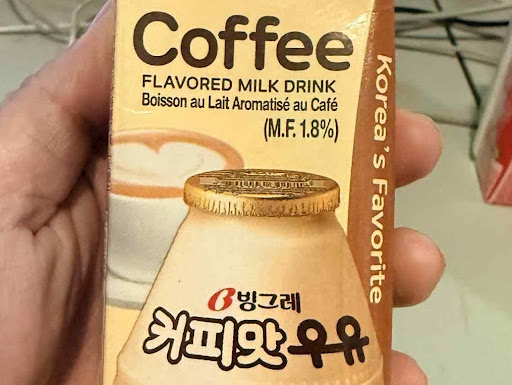 Coffee
FLAVORED MILK DRINK
Boisson au Lait Aromatisé au Café
(M.F. 1.8%)
Korea's Favorite
빙그레
커피맛우유